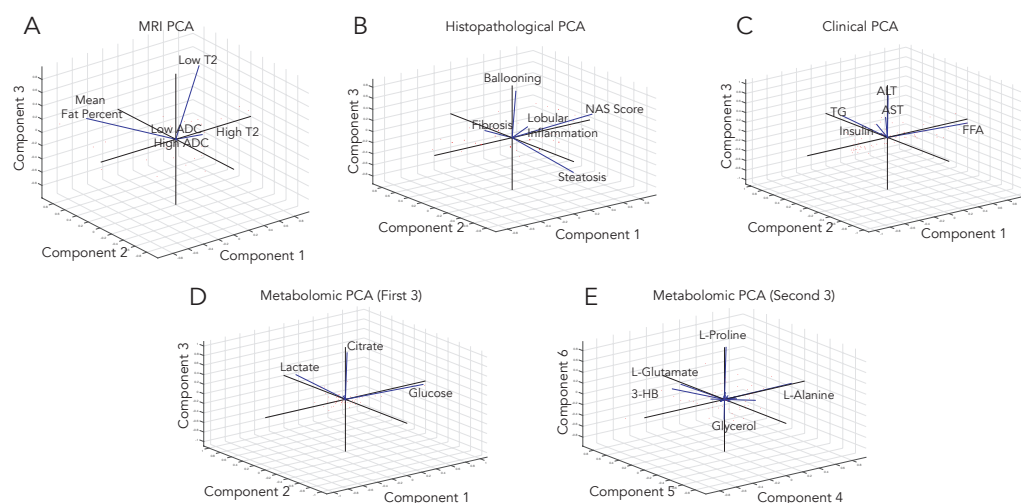 A
MRI PCA
Low T2
Mean
Fat Percent
Low ADC
High T2
High ADC
Component 3
Component 2
Component 1
B
Histopathological PCA
Ballooning
NAS Score
Fibrosis
Lobular
Inflammation
Steatosis
Component 3
Component 2
Component 1
C
Clinical PCA
ALT
TG
AST
Insulin
FFA
Component 3
Component 2
Component 1
D
Metabolomic PCA (First 3)
Citrate
Lactate
Glucose
Component 3
Component 2
Component 1
E
Metabolomic PCA (Second 3)
L-Proline
L-Glutamate
3-HB
L-Alanine
Glycerol
Component 6
Component 5
Component 4